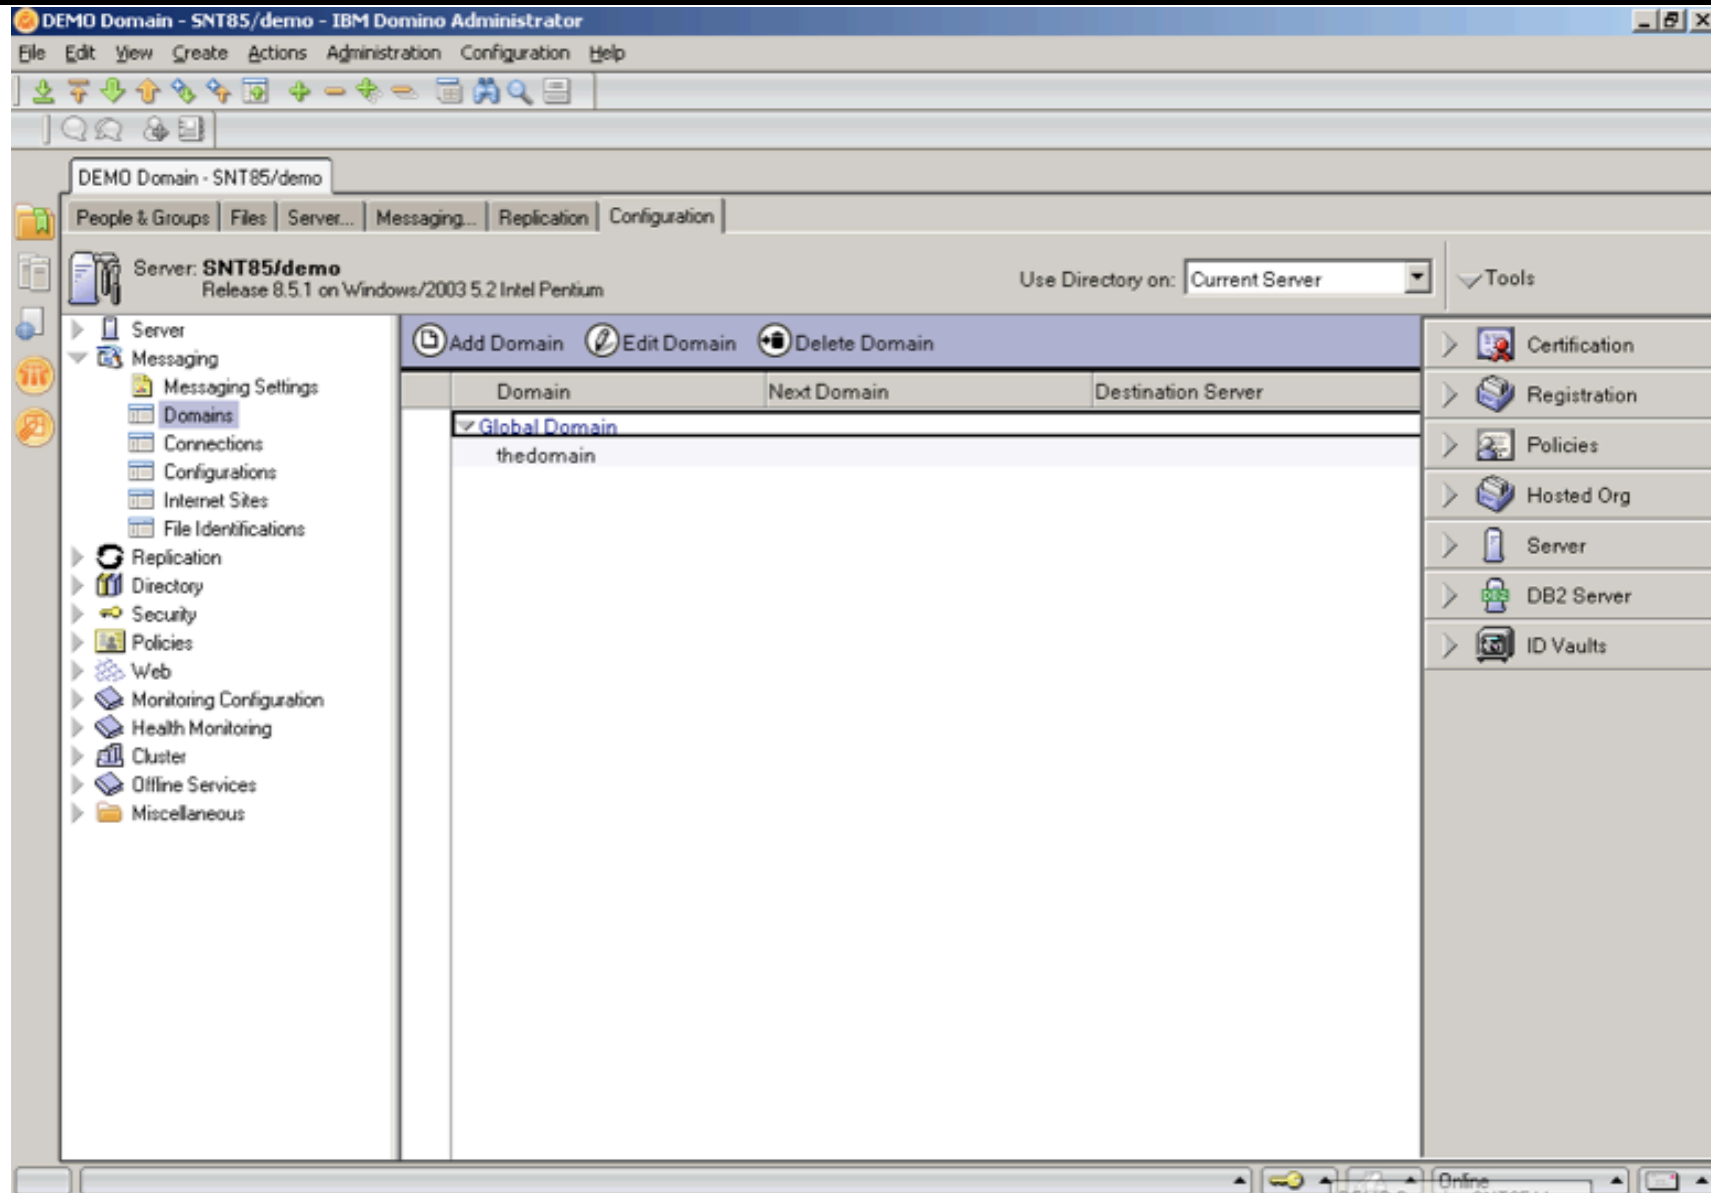 DEMO Domain - SNT85/demo - IBM Domino Administrator
File Edit View Create Actions Administration Configuration Help
DEMO Domain - SNT85/demo
People & Groups Files Server... Messaging... Replication Configuration
Server: SNT85/demo
Release 8.5.1 on Windows/2003 5.2 Intel Pentium
Use Directory on: Current Server
Tools
Server
Messaging
Messaging Settings
Domains
Connections
Configurations
Internet Sites
File Identifications
Replication
Directory
Security
Policies
Web
Monitoring Configuration
Health Monitoring
Cluster
Offline Services
Miscellaneous
Add Domain Edit Domain Delete Domain
Domain Next Domain Destination Server
Global Domain
thedomain
Certification
Registration
Policies
Hosted Org
Server
DB2 Server
ID Vaults
Online